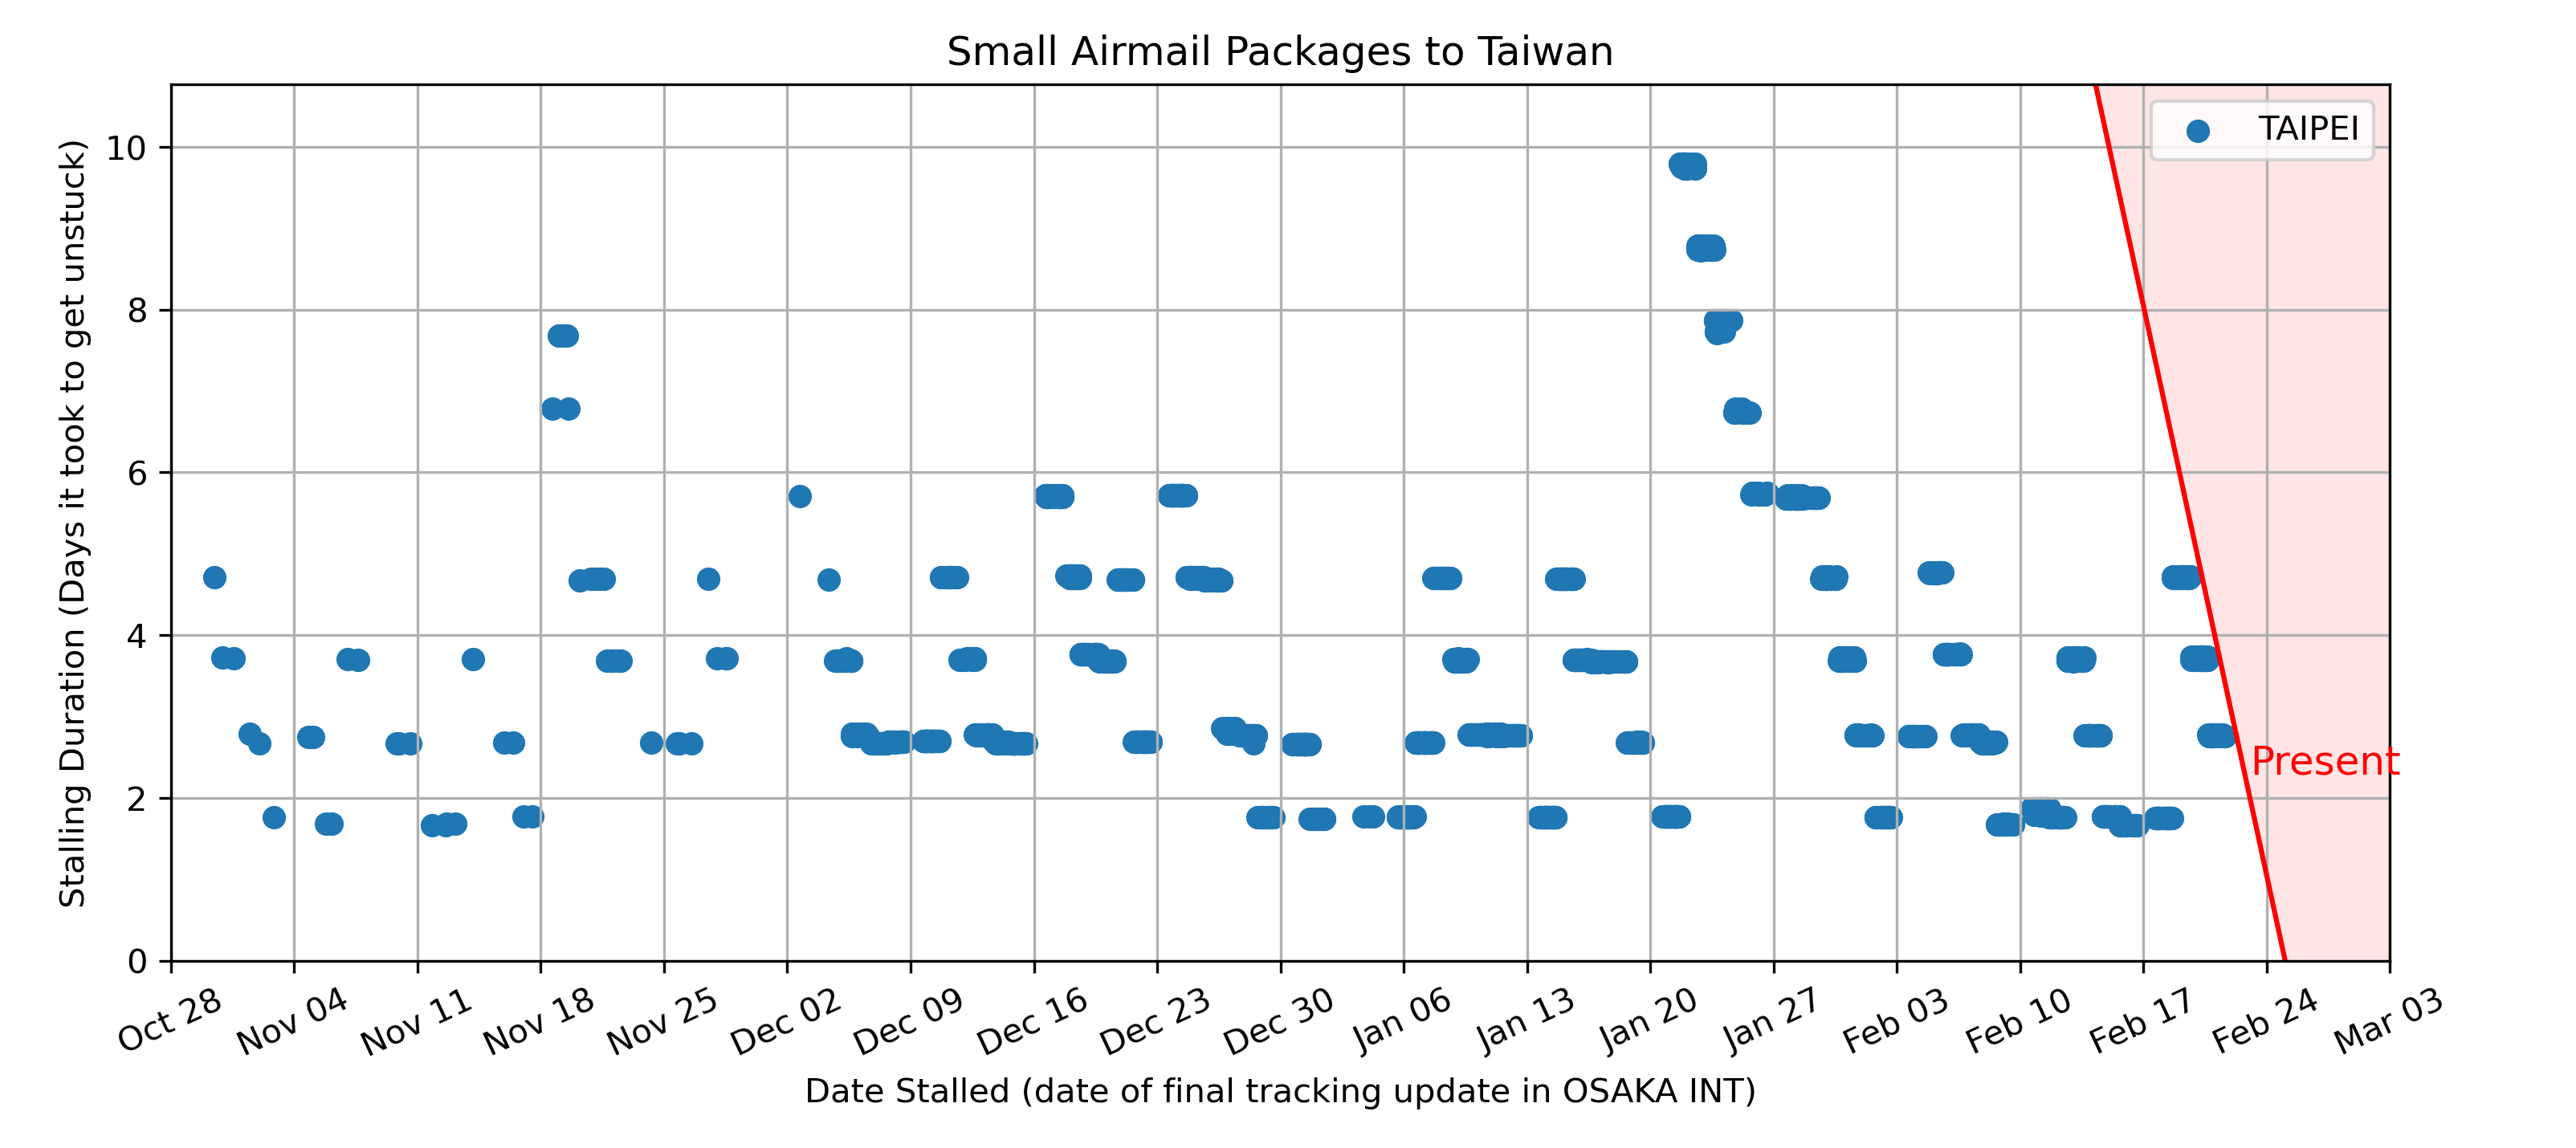 Small Airmail Packages to Taiwan
TAIPEI
Stalling Duration (Days it took to get unstuck)
10
8
6
4
2
0
Present
Oct 28
Nov 04
Nov 11
Nov 18
Nov 25
Dec 02
Dec 09
Dec 16
Dec 23
Dec 30
Jan 06
Jan 13
Jan 20
Jan 27
Feb 03
Feb 10
Feb 17
Feb 24
Mar 03
Date Stalled (date of final tracking update in OSAKA INT)